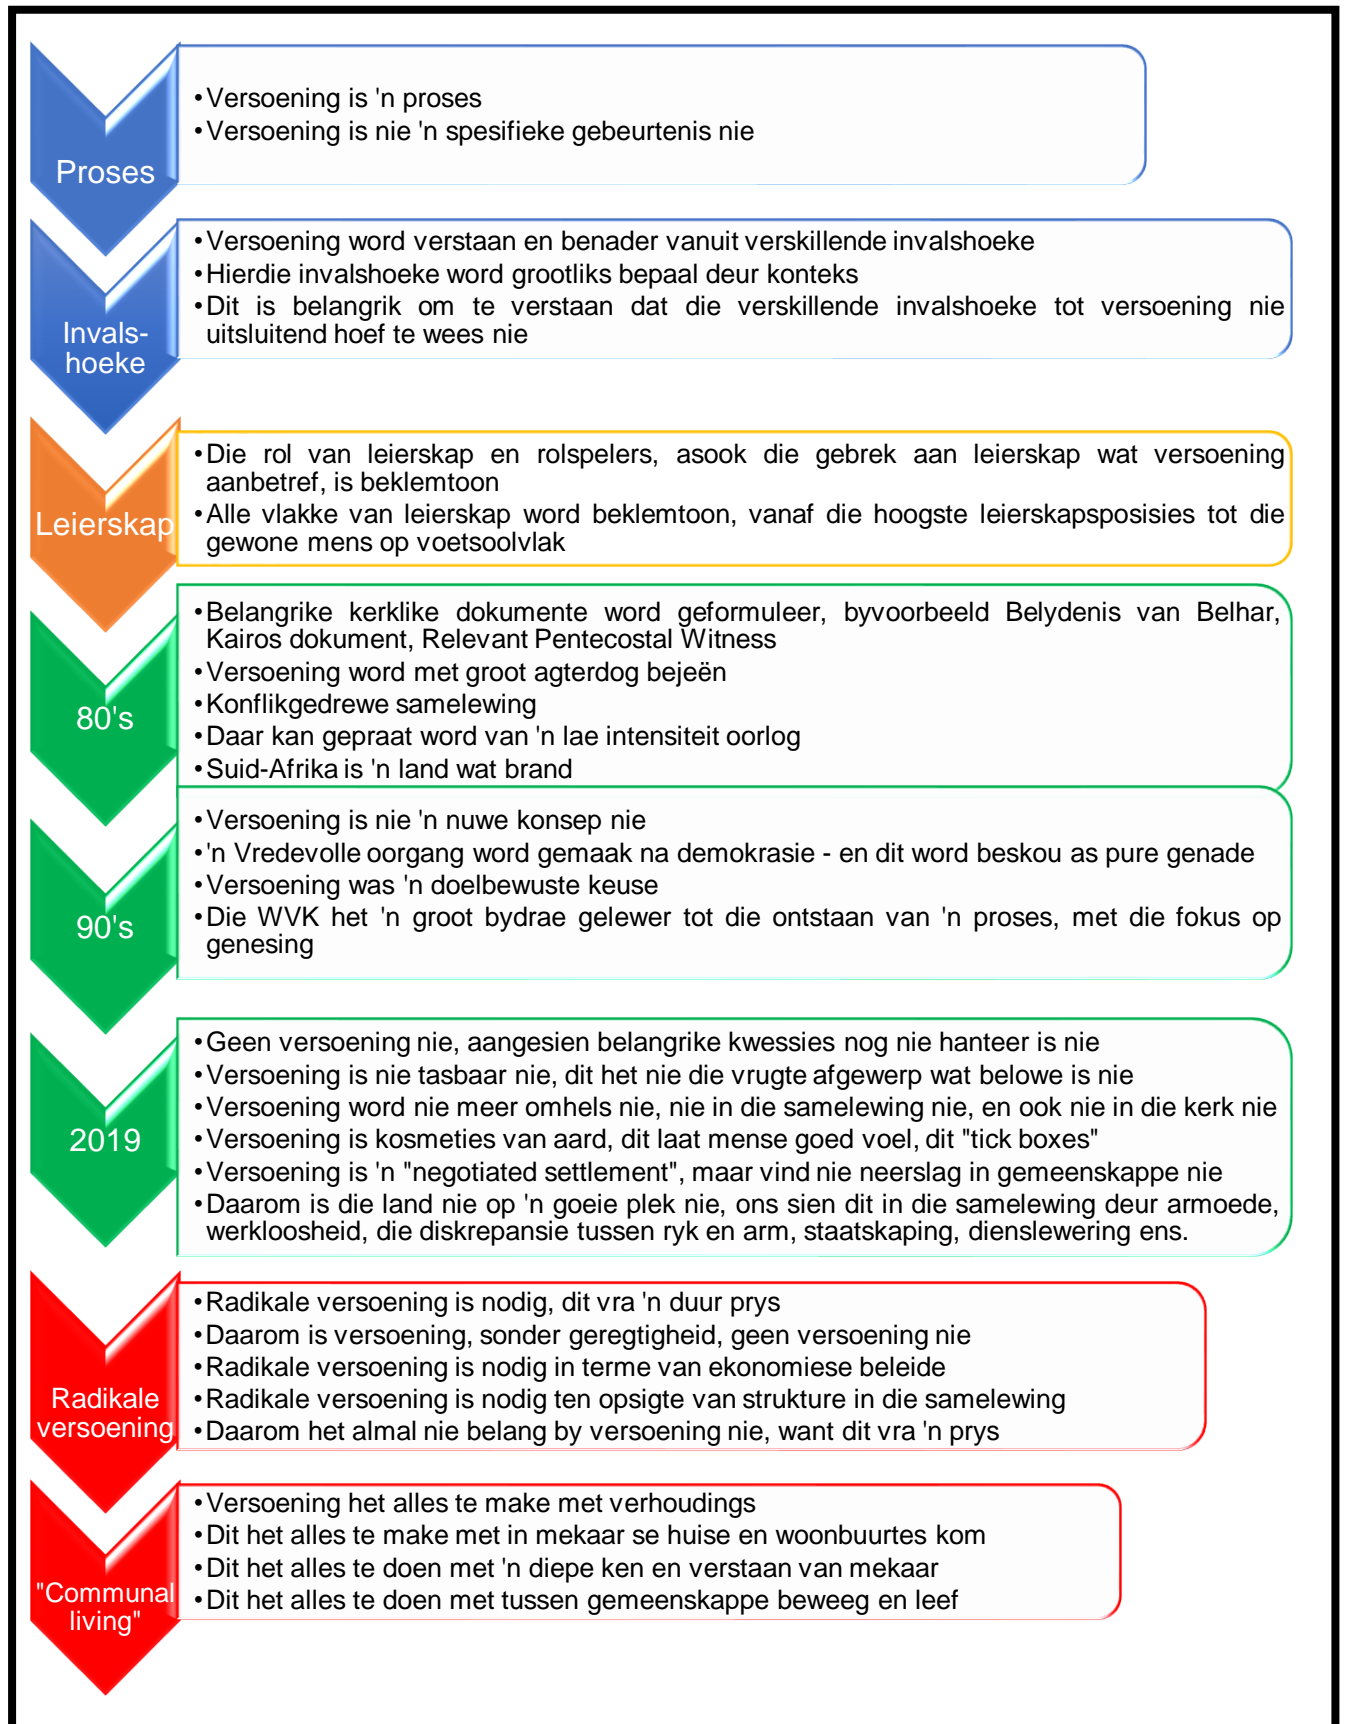 Proses
•Versoening is 'n proses
•Versoening is nie 'n spesifieke gebeurtenis nie
Invals-
hoeke
•Versoening word verstaan en benader vanuit verskillende invalshoeke
•Hierdie invalshoeke word grootliks bepaal deur konteks
•Dit is belangrik om te verstaan dat die verskillende invalshoeke tot versoening nie
uitsluitend hoef te wees nie
Leierskap
•Die rol van leierskap en rolspelers, asook die gebrek aan leierskap wat versoening
aanbetref, is beklemtoon
•Alle vlakke van leierskap word beklemtoon, vanaf die hoogste leierskapsposisies tot die
gewone mens op voetsoolvlak
80's
•Belangrike kerklike dokumente word geformuleer, byvoorbeeld Belydenis van Belhar,
Kairos dokument, Relevant Pentecostal Witness
•Versoening word met groot agterdog bejeën
•Konflikgedrewe samelewing
•Daar kan gepraat word van 'n lae intensiteit oorlog
•Suid-Afrika is 'n land wat brand
90's
•Versoening is nie 'n nuwe konsep nie
•'n Vredevolle oorgang word gemaak na demokrasie - en dit word beskou as pure genade
•Versoening was 'n doelbewuste keuse
•Die WVK het 'n groot bydrae gelewer tot die ontstaan van 'n proses, met die fokus op
genesing
2019
•Geen versoening nie, aangesien belangrike kwessies nog nie hanteer is nie
•Versoening is nie tasbaar nie, dit het nie die vrugte afgewerp wat belowe is nie
•Versoening word nie meer omhels nie, nie in die samelewing nie, en ook nie in die kerk nie
•Versoening is kosmeties van aard, dit laat mense goed voel, dit "tick boxes"
•Versoening is 'n "negotiated settlement", maar vind nie neerslag in gemeenskappe nie
•Daarom is die land nie op 'n goeie plek nie, ons sien dit in die samelewing deur armoede,
werkloosheid, die diskrepansie tussen ryk en arm, staatskaping, dienslewering ens.
Radikale
versoening
•Radikale versoening is nodig, dit vra 'n duur prys
•Daarom is versoening, sonder geregtigheid, geen versoening nie
•Radikale versoening is nodig in terme van ekonomiese beleide
•Radikale versoening is nodig ten opsigte van strukture in die samelewing
•Daarom het almal nie belang by versoening nie, want dit vra 'n prys
"Communal
living"
•Versoening het alles te make met verhoudings
•Dit het alles te make met in mekaar se huise en woonbuurtes kom
•Dit het alles te doen met 'n diepe ken en verstaan van mekaar
•Dit het alles te doen met tussen gemeenskappe beweeg en leef